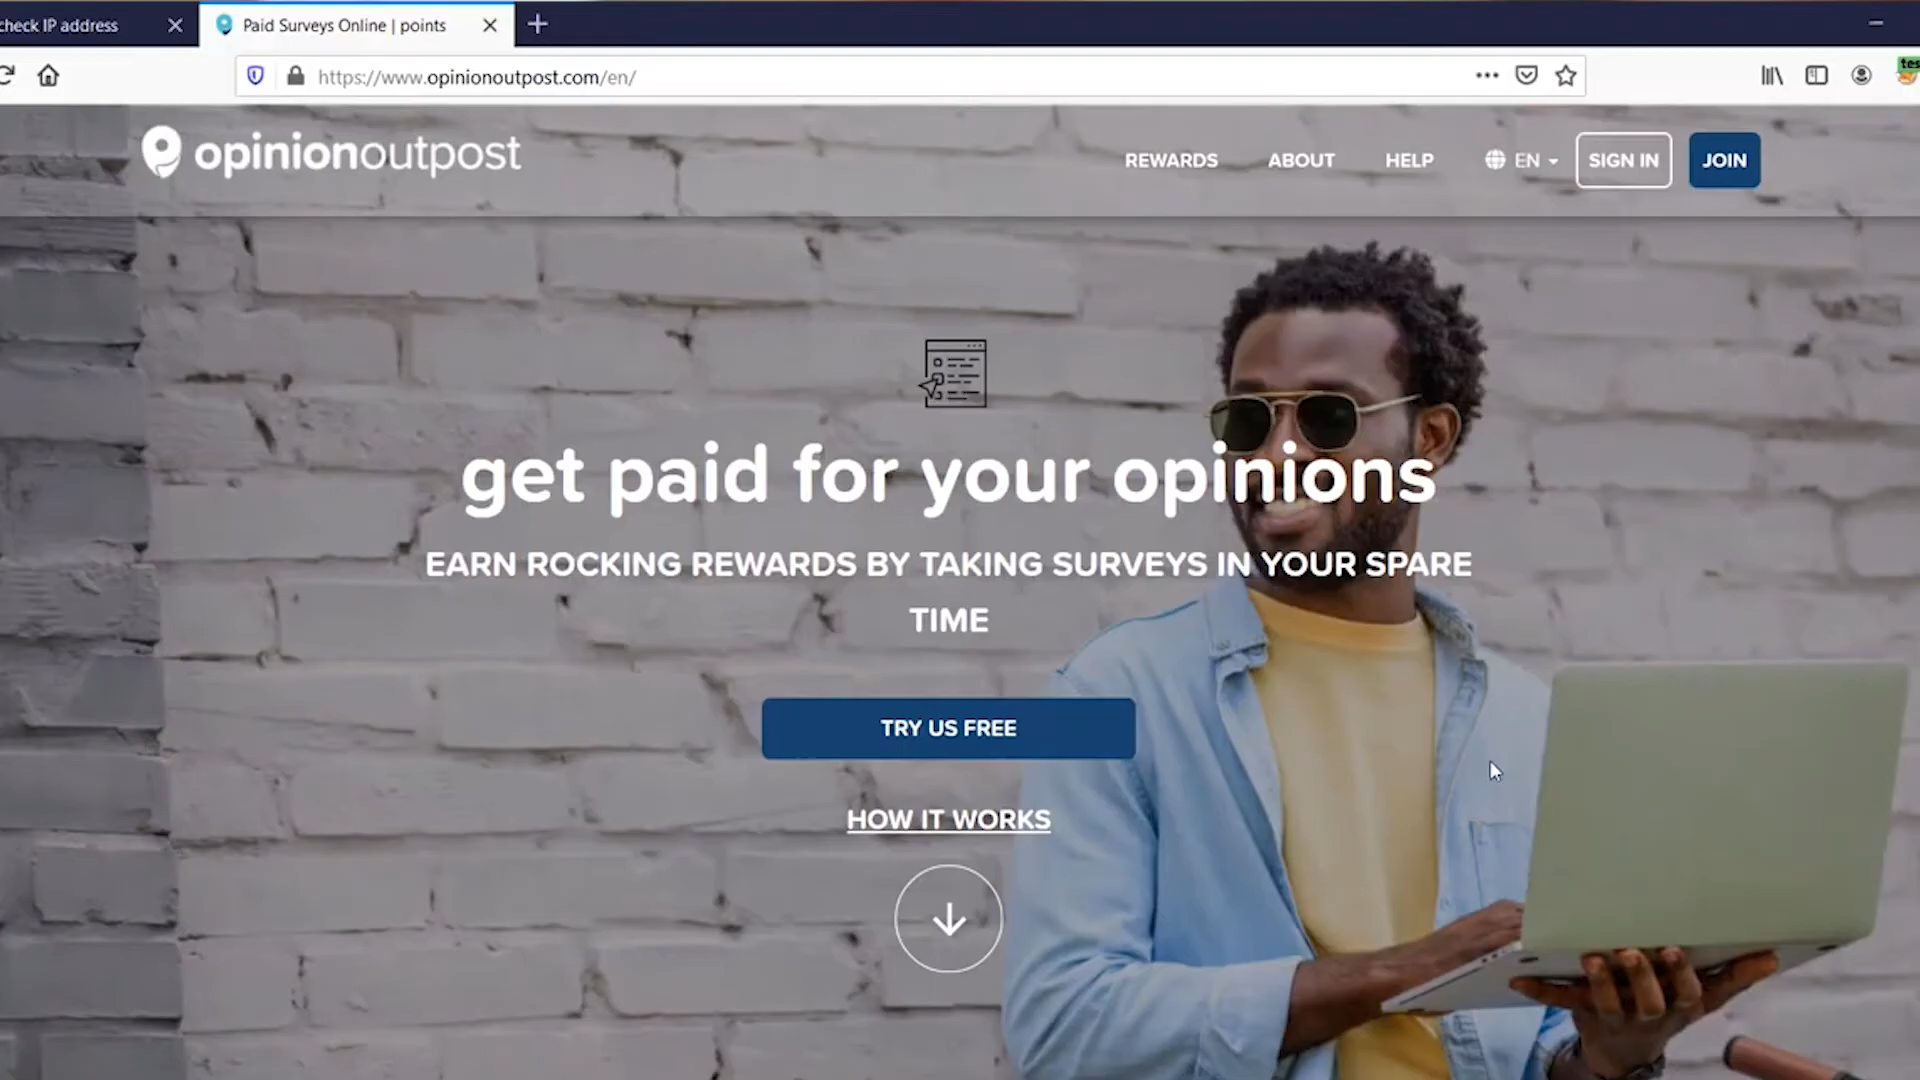 check IP address
Paid Surveys Online | points
https://www.opinionoutpost.com/en/
tes
opinionoutpost
REWARDS
ABOUT
HELP
EN
SIGN IN
JOIN
get paid for your opinions
EARN ROCKING REWARDS BY TAKING SURVEYS IN YOUR SPARE
TIME
TRY US FREE
HOW IT WORKS